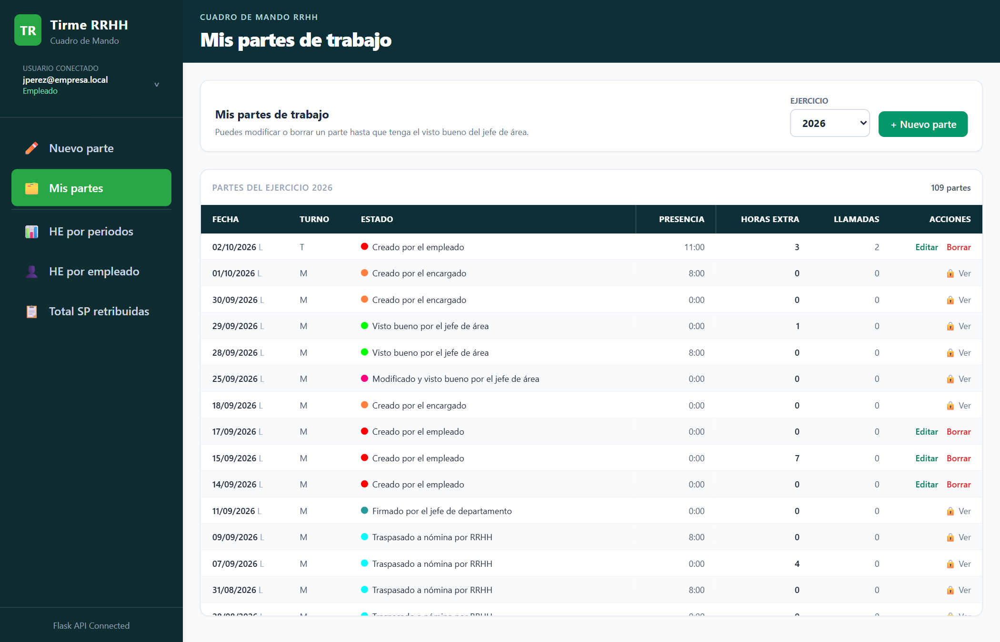 TR
Tirme RRHH
Cuadro de Mando
USUARIO CONECTADO
jperez@empresa.local
Empleado
v
Nuevo parte
Mis partes
HE por periodos
HE por empleado
Total SP retribuidas
Flask API Connected
CUADRO DE MANDO RRHH
Mis partes de trabajo
Mis partes de trabajo
Puedes modificar o borrar un parte hasta que tenga el visto bueno del jefe de área.
EJERCICIO
2026
+ Nuevo parte
PARTES DEL EJERCICIO 2026 109 partes
FECHA TURNO ESTADO PRESENCIA HORAS EXTRA LLAMADAS ACCIONES
02/10/2026 L T Creado por el empleado 11:00 3 2 Editar Borrar
01/10/2026 L M Creado por el encargado 8:00 0 0 Ver
30/09/2026 L M Creado por el encargado 0:00 0 0 Ver
29/09/2026 L M Visto bueno por el jefe de área 0:00 1 0 Ver
28/09/2026 L M Visto bueno por el jefe de área 8:00 0 0 Ver
25/09/2026 L M Modificado y visto bueno por el jefe de área 0:00 0 0 Ver
18/09/2026 L M Creado por el encargado 0:00 0 0 Ver
17/09/2026 L M Creado por el empleado 0:00 0 0 Editar Borrar
15/09/2026 L M Creado por el empleado 0:00 7 0 Editar Borrar
14/09/2026 L M Creado por el empleado 0:00 0 0 Editar Borrar
11/09/2026 L M Firmado por el jefe de departamento 0:00 0 0 Ver
09/09/2026 L M Traspasado a nómina por RRHH 8:00 0 0 Ver
07/09/2026 L M Traspasado a nómina por RRHH 0:00 4 0 Ver
31/08/2026 L M Traspasado a nómina por RRHH 8:00 0 0 Ver